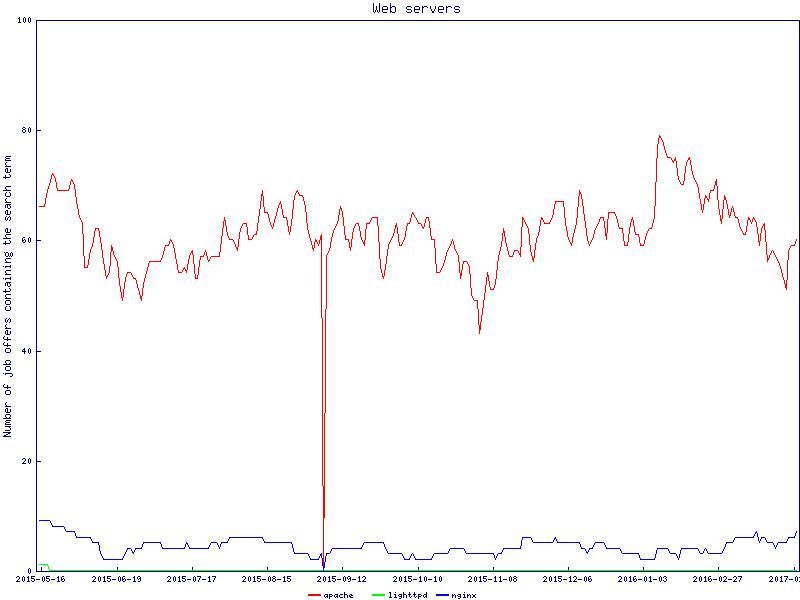 Web servers
Number of job offers containing the search term
100
80
60
40
20
0
2015-05-16 2015-06-19 2015-07-17 2015-08-15 2015-09-12 2015-10-10 2015-11-08 2015-12-06 2016-01-03 2016-02-27 2017-0
apache lighttpd nginx